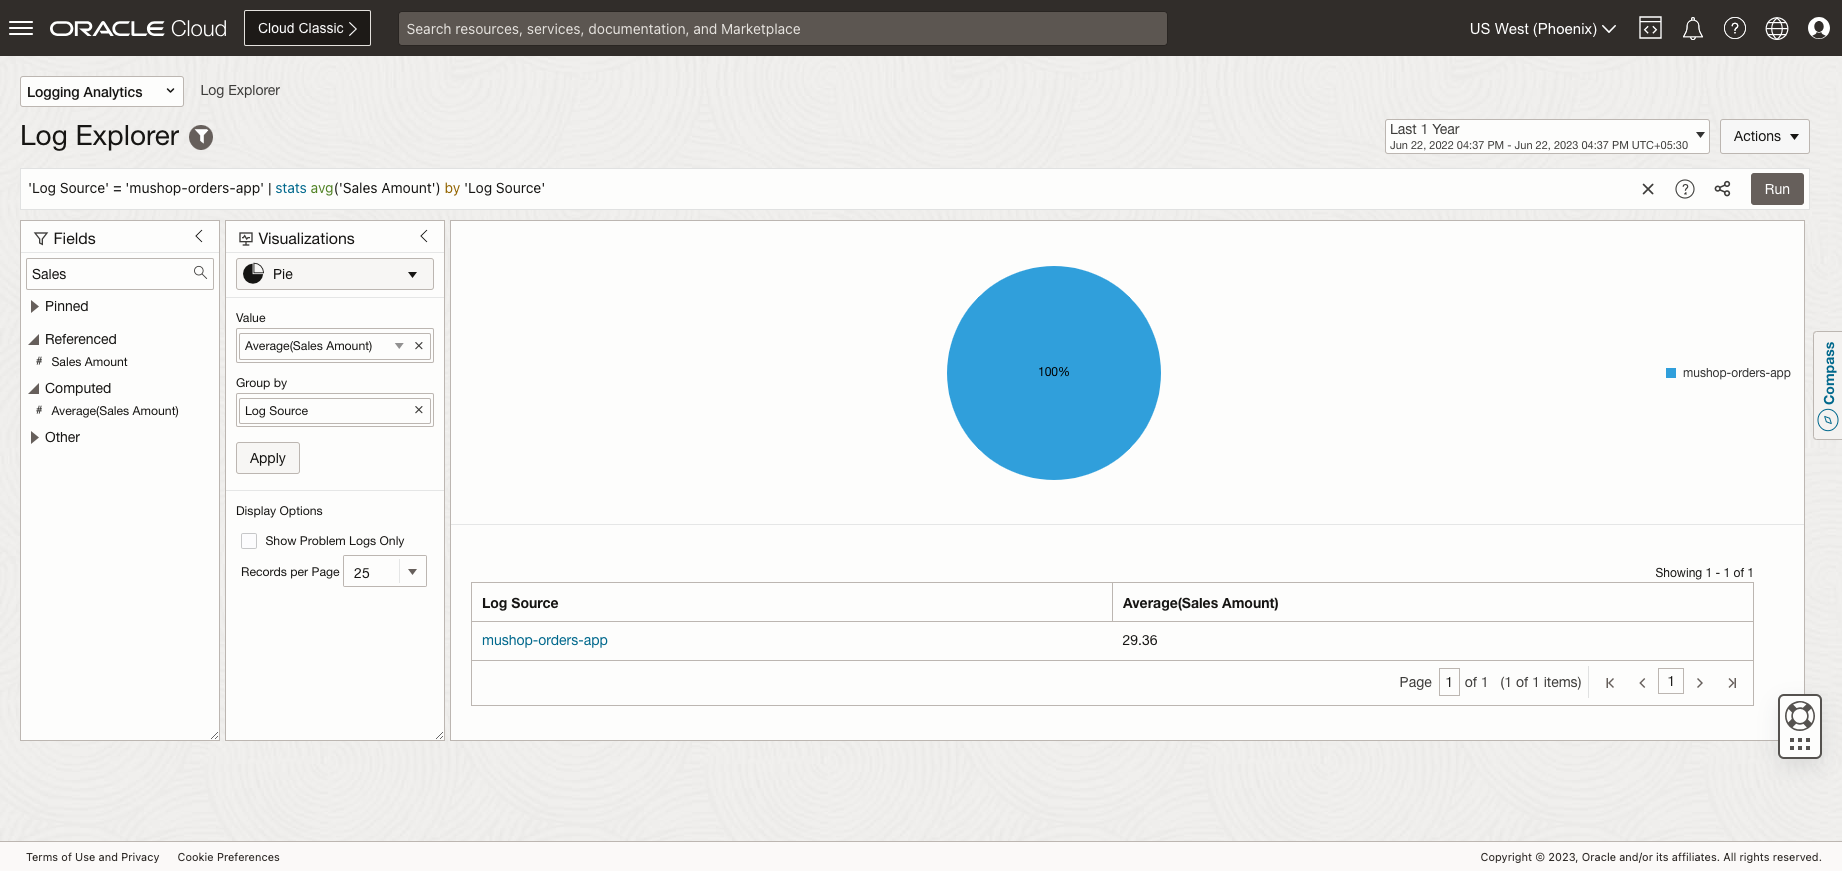 ORACLE Cloud
Cloud Classic
Search resources, services, documentation, and Marketplace
US West (Phoenix)
Logging Analytics
Log Explorer
Log Explorer
Last 1 Year
Jun 22, 2022 04:37 PM - Jun 22, 2023 04:37 PM UTC+05:30
Actions
'Log Source' = 'mushop-orders-app' | stats avg('Sales Amount') by 'Log Source'
Run
Fields
Sales
Pinned
Referenced
# Sales Amount
Computed
# Average(Sales Amount)
Other
Visualizations
Pie
Value
Average(Sales Amount)
Group by
Log Source
Apply
Display Options
Show Problem Logs Only
Records per Page 25
100%
mushop-orders-app
Compass
Showing 1 - 1 of 1
Log Source Average(Sales Amount)
mushop-orders-app 29.36
Page 1 of 1 (1 of 1 items) 1
Terms of Use and Privacy Cookie Preferences
Copyright © 2023, Oracle and/or its affiliates. All rights reserved.